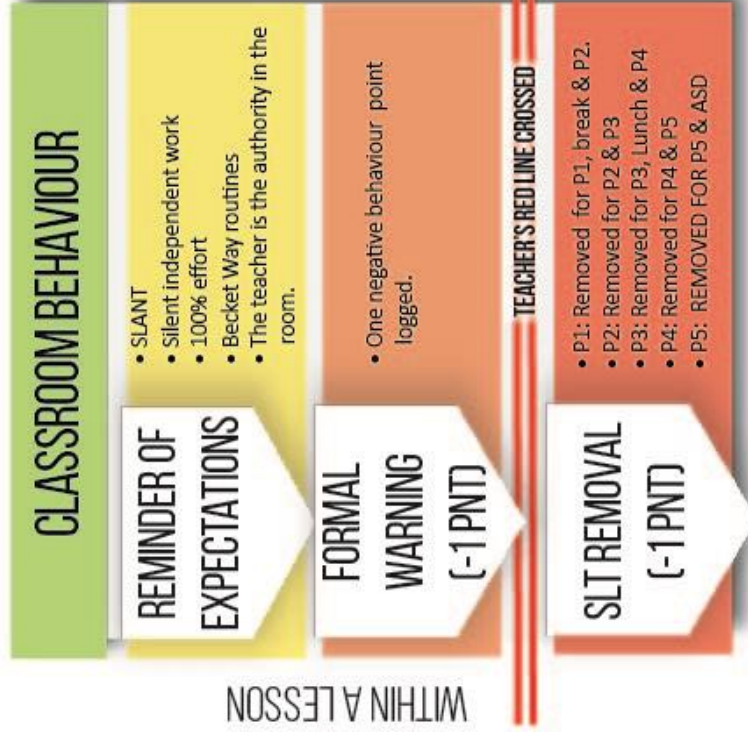 CLASSROOM BEHAVIOUR
WITHIN A LESSON
REMINDER OF
EXPECTATIONS
• SLANT
• Silent independent work
• 100% effort
• Becket Way routines
• The teacher is the authority in the
room.
FORMAL
WARNING
(-1 PNT)
• One negative behaviour point
logged.
TEACHER'S RED LINE CROSSED
SLT REMOVAL
(-1 PNT)
• P1: Removed for P1, break & P2.
• P2: Removed for P2 & P3
• P3: Removed for P3, Lunch & P4
• P4: Removed for P4 & P5
• P5: REMOVED FOR P5 & ASD